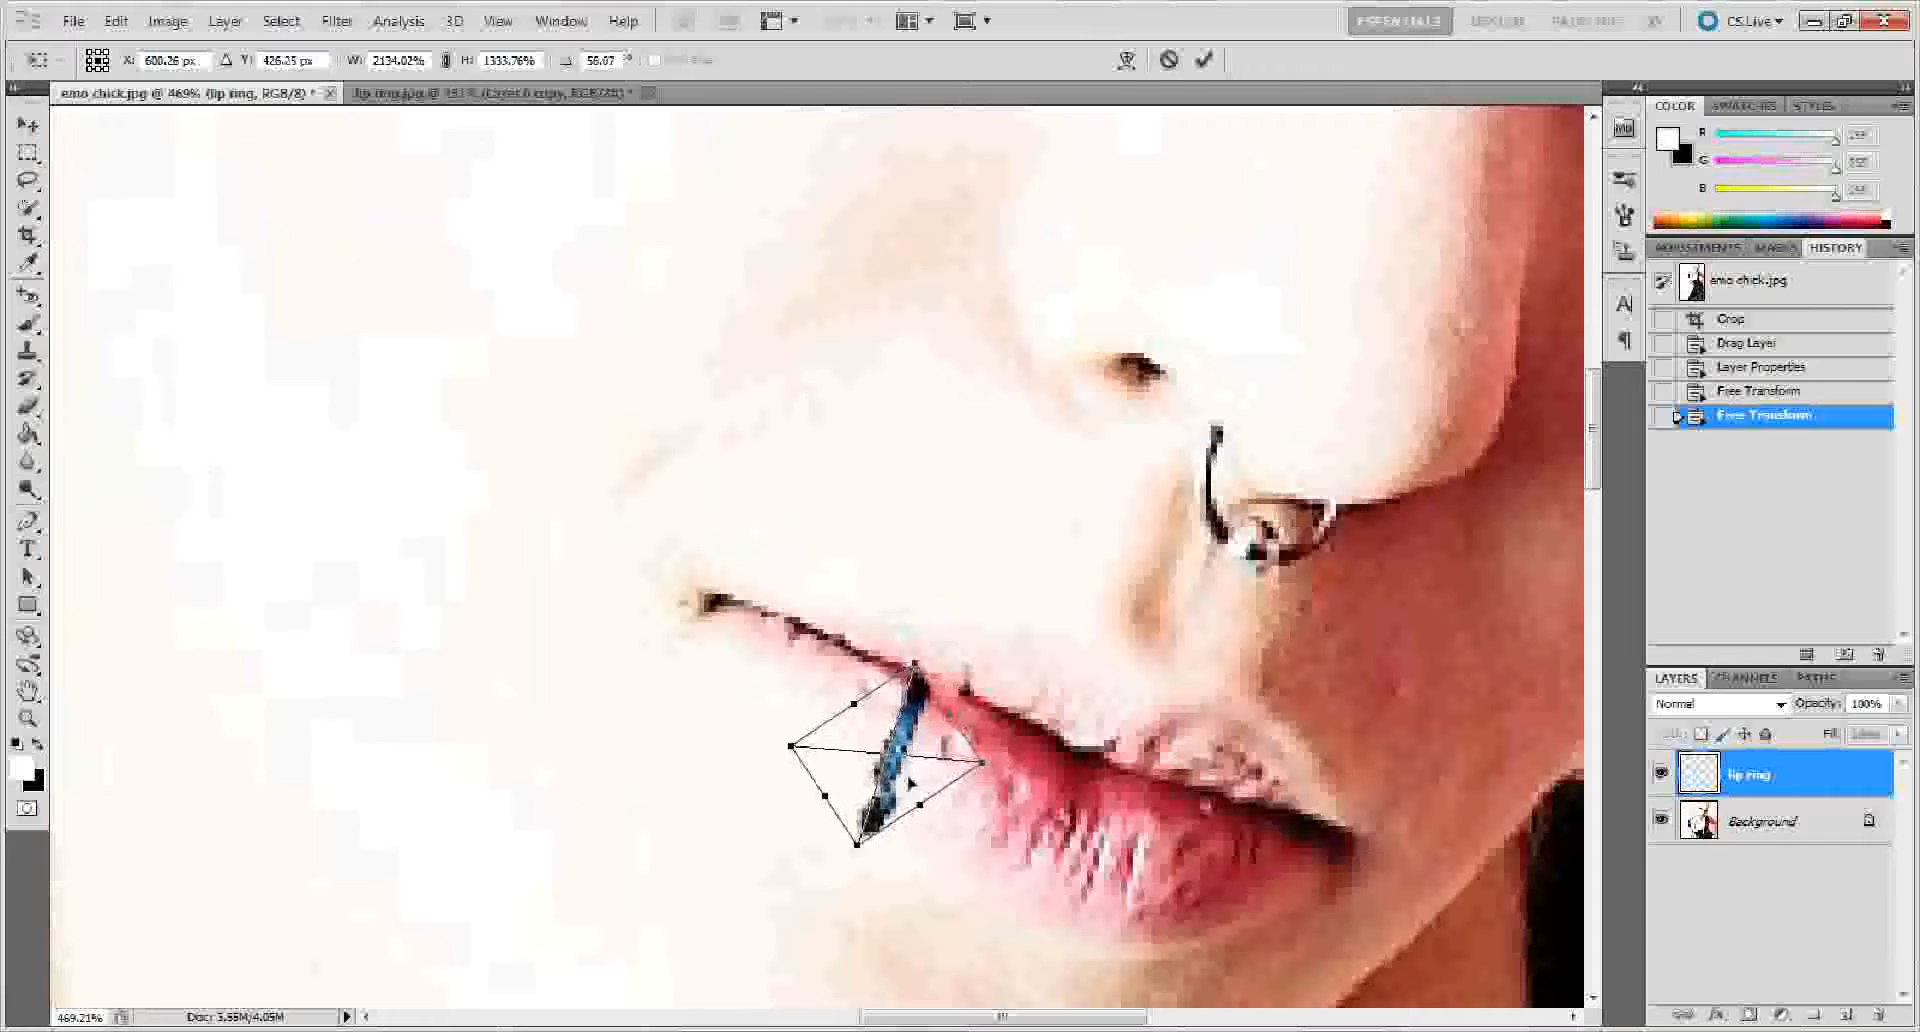 File Edit Image Layer Select Filter Analysis 3D View Window Help ESSENTIALS CS Live
X: 600.26 px Y: 426.25 px W: 2134.02% H: 1333.76% 56.07 °
emo chick.jpg @ 469% (lip ring, RGB/8) *
COLOR SWATCHES STYLES
R
G
B
ADJUSTMENTS MASKS HISTORY
emo chick.jpg
Crop
Drag Layer
Layer Properties
Free Transform
Free Transform
LAYERS CHANNELS PATHS
Normal Opacity: 100%
Fill:
lip ring
Background
469.21% Doc: 3.55M/4.05M